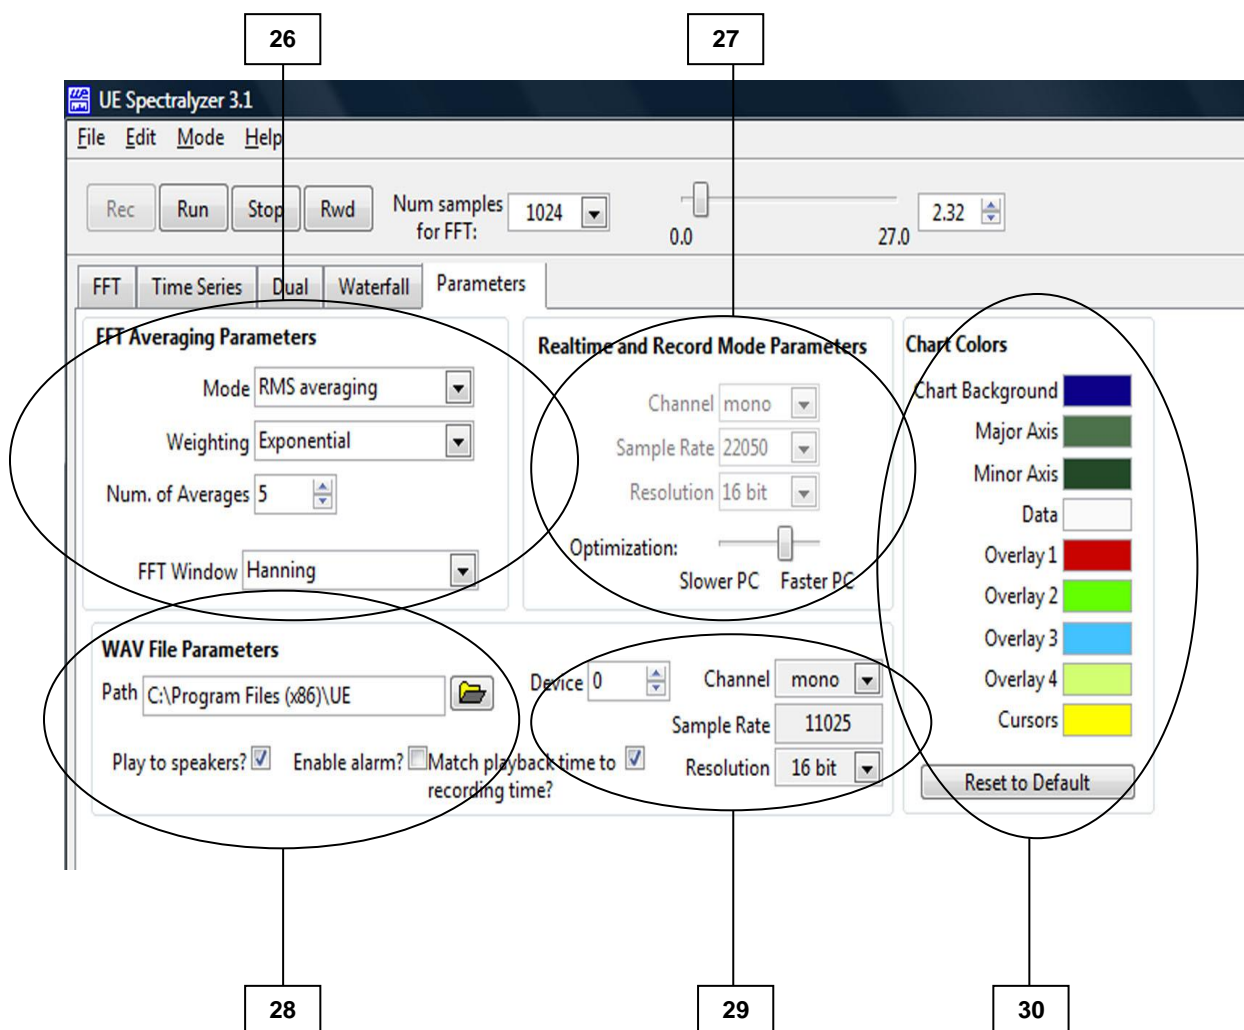 26
27
UE Spectralyzer 3.1
File Edit Mode Help
Rec Run Stop Rwd
Num samples
for FFT:
1024
0.0
27.0
2.32
FFT Time Series Dual Waterfall Parameters
FFT Averaging Parameters
Mode RMS averaging
Weighting Exponential
Num. of Averages 5
FFT Window Hanning
Realtime and Record Mode Parameters
Channel mono
Sample Rate 22050
Resolution 16 bit
Optimization:
Slower PC Faster PC
Chart Colors
Chart Background
Major Axis
Minor Axis
Data
Overlay 1
Overlay 2
Overlay 3
Overlay 4
Cursors
Reset to Default
WAV File Parameters
Path C:\Program Files (x86)\UE
Play to speakers? Enable alarm? Match playback time to
recording time?
Device 0
Channel mono
Sample Rate 11025
Resolution 16 bit
28
29
30